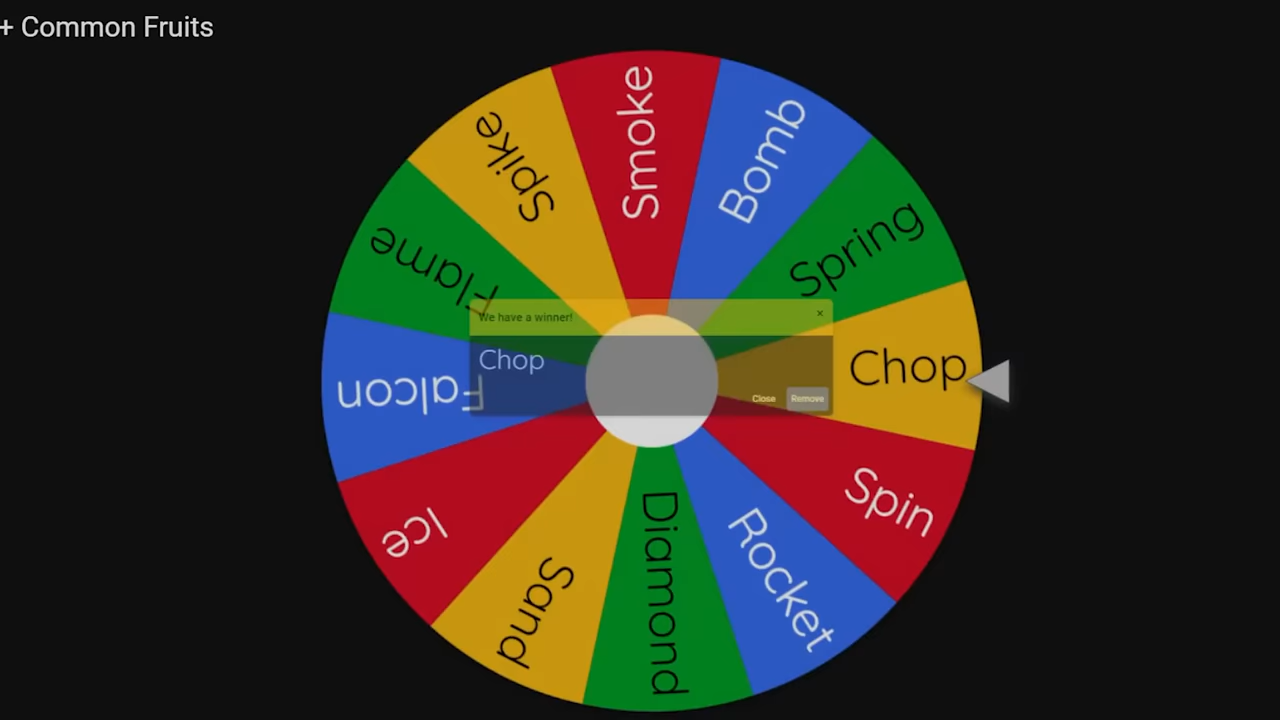 + Common Fruits
Smoke
Bomb
Spring
Chop
Spin
Rocket
Diamond
Sand
Ice
Falcon
Flame
Spike
We have a winner!
×
Chop
Close
Remove